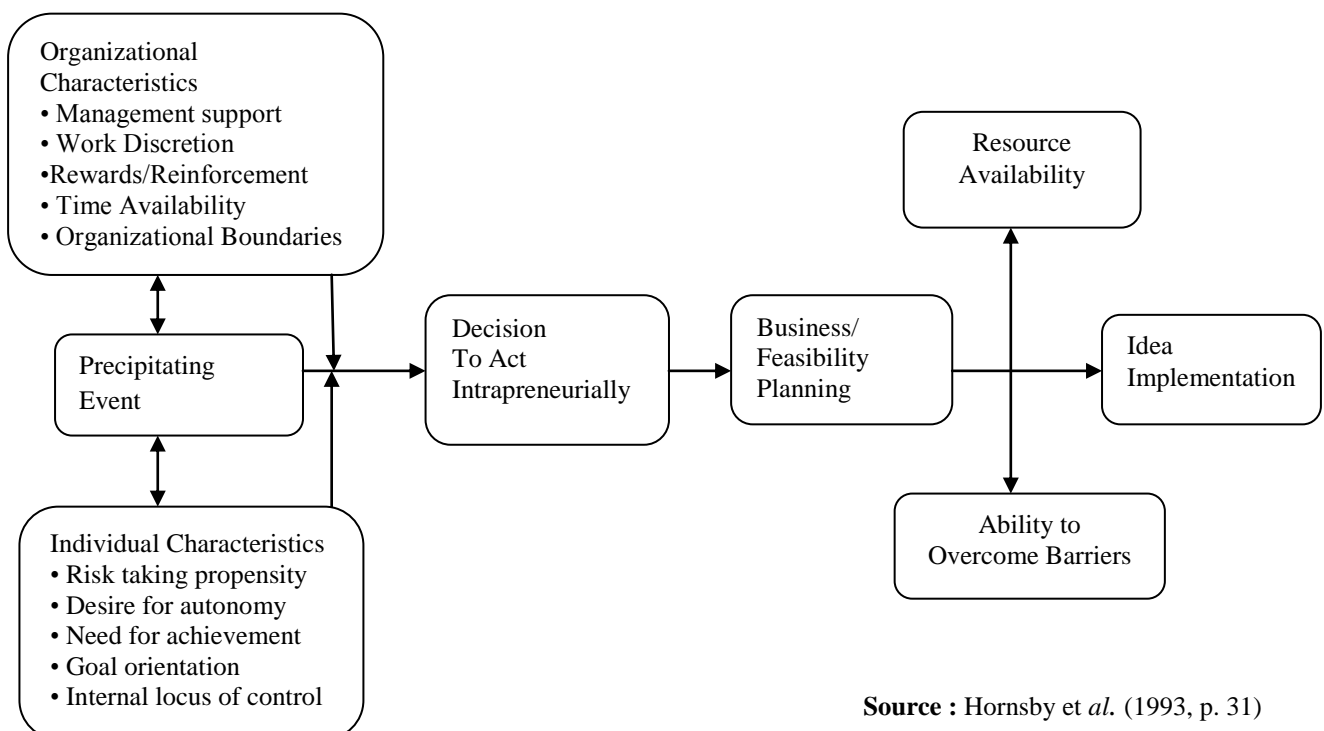 Organizational
Characteristics
• Management support
• Work Discretion
•Rewards/Reinforcement
• Time Availability
• Organizational Boundaries
Precipitating
Event
Individual Characteristics
• Risk taking propensity
• Desire for autonomy
• Need for achievement
• Goal orientation
• Internal locus of control
Decision
To Act
Intrapreneurially
Business/
Feasibility
Planning
Resource
Availability
Idea
Implementation
Ability to
Overcome Barriers
Source : Hornsby et al. (1993, p. 31)